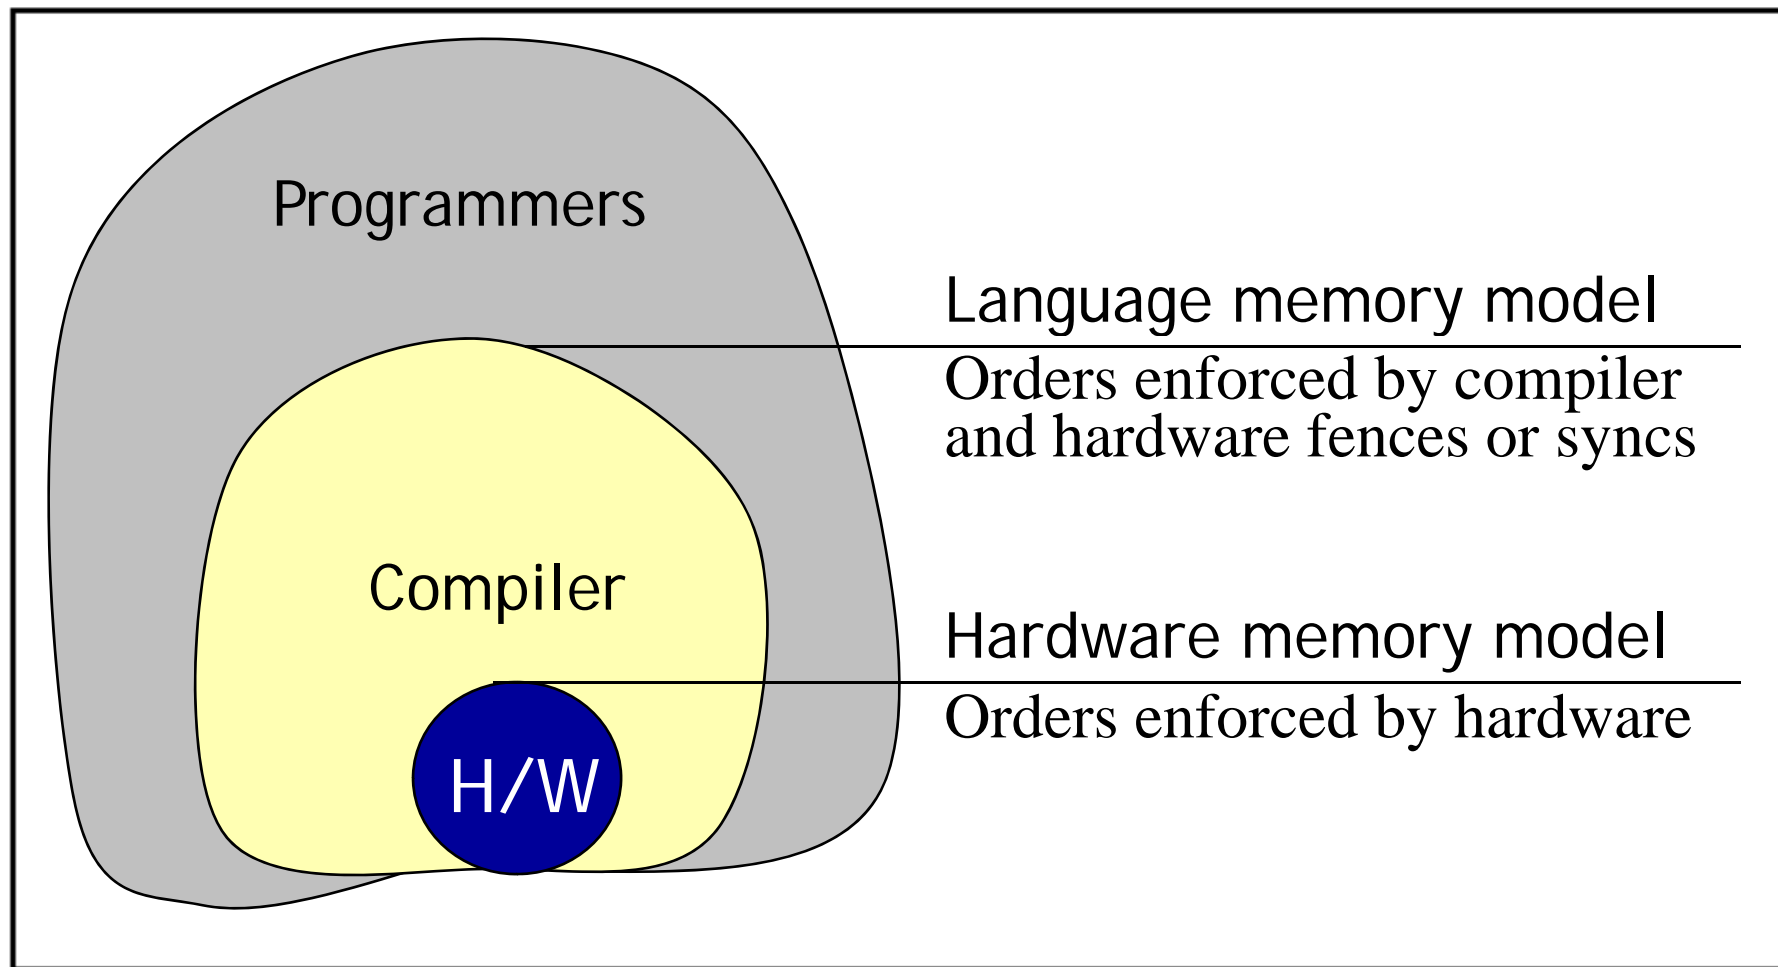 Programmers
Language memory model
Orders enforced by compiler
and hardware fences or syncs
Compiler
Hardware memory model
Orders enforced by hardware
H/W